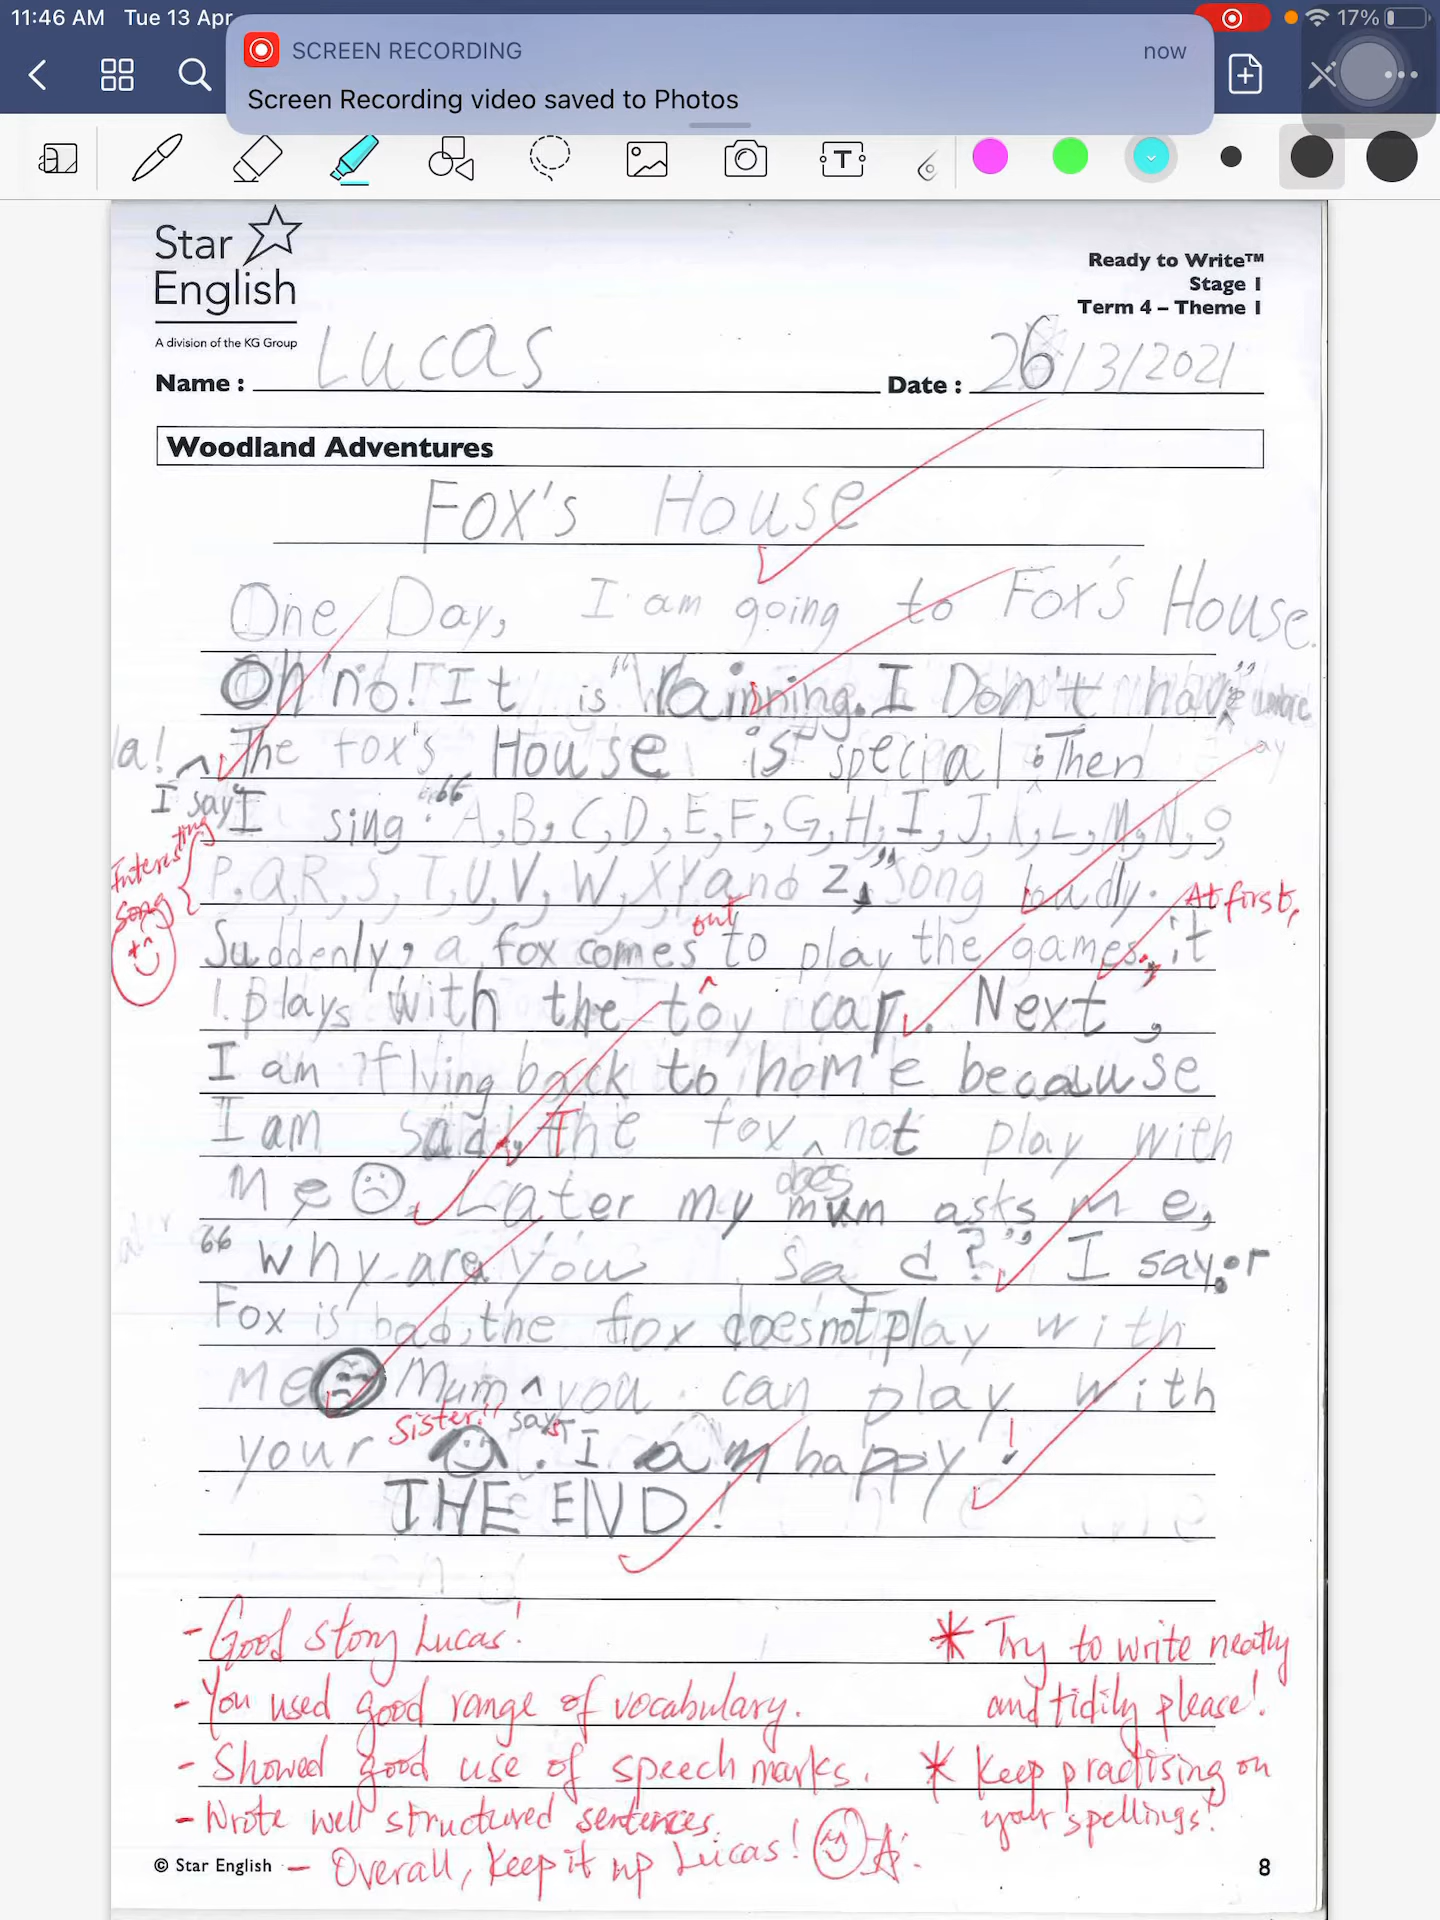 11:46 AM Tue 13 Apr
17%
SCREEN RECORDING
now
Screen Recording video saved to Photos
T
Star
English
A division of the KG Group
Ready to Write™
Stage 1
Term 4 – Theme 1
Name : Lucas
Date : 26/3/2021
Woodland Adventures
Fox's House
One Day, I am going to Fox's House.
Oh no! It is raining. I Don't have
la! The fox's House is special. Then
I say
I sing "A, B, C, D, E, F, G, H, I, J, K, L, M, N, O,
P, Q, R, S, T, U, V, W, X, Y and Z," Song badly. At first,
Interesting
song
out
Suddenly, a fox comes to play the games, it
plays with the toy car. Next,
I am flying back to home because
I am sad. The fox not play with
does
me. Later my mum asks me,
"why are you sad?" I say,
Fox is bad, the fox doesnot play with
me Mum you can play with
Sister!! says
your . I am happy!
THE END!
- Good story Lucas!
- You used good range of vocabulary.
- Showed good use of speech marks.
- Wrote well structured sentences.
- Overall, keep it up Lucas!
* Try to write neatly
and tidily please!
* Keep practising on
your spellings!
© Star English
8